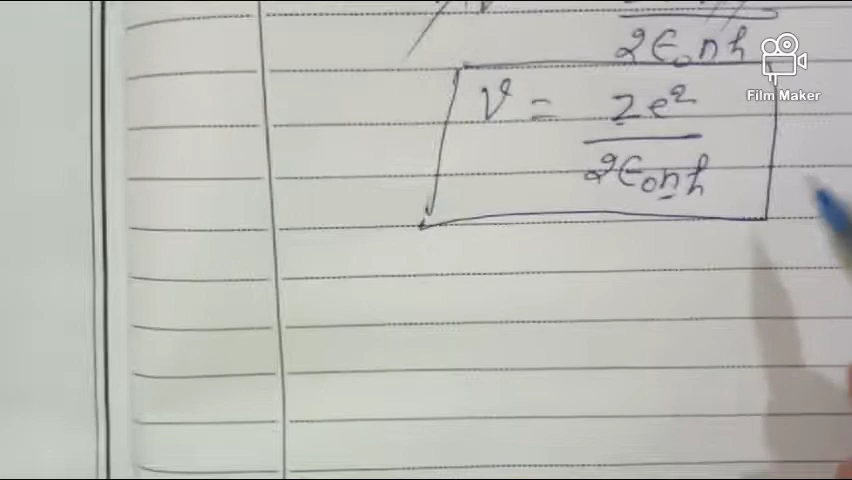 2ϵ₀nh
Film Maker
V = Ze²
2ϵ₀nh